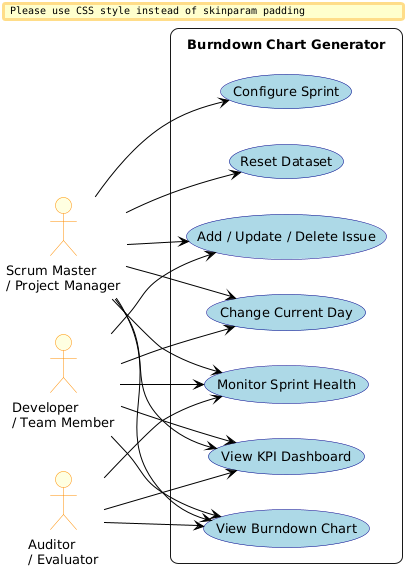 Please use CSS style instead of skinparam padding
Burndown Chart Generator
Configure Sprint
Reset Dataset
Add / Update / Delete Issue
Scrum Master
/ Project Manager
Change Current Day
Monitor Sprint Health
Developer
/ Team Member
View KPI Dashboard
View Burndown Chart
Auditor
/ Evaluator